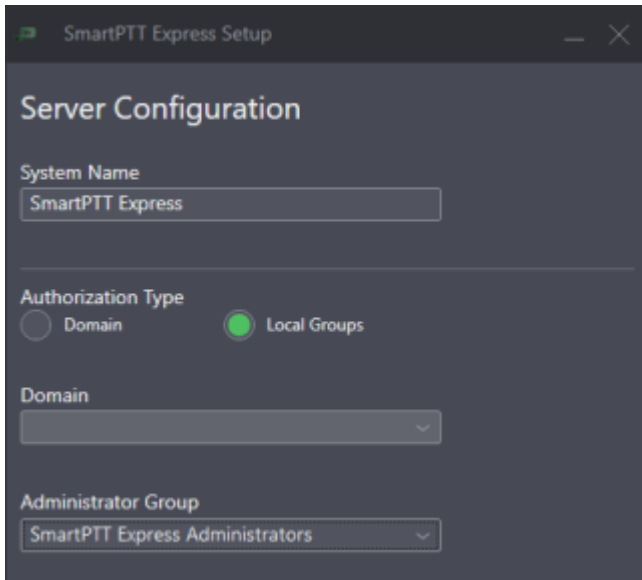 SmartPTT Express Setup
Server Configuration
System Name
SmartPTT Express
Authorization Type
Domain Local Groups
Domain
Administrator Group
SmartPTT Express Administrators